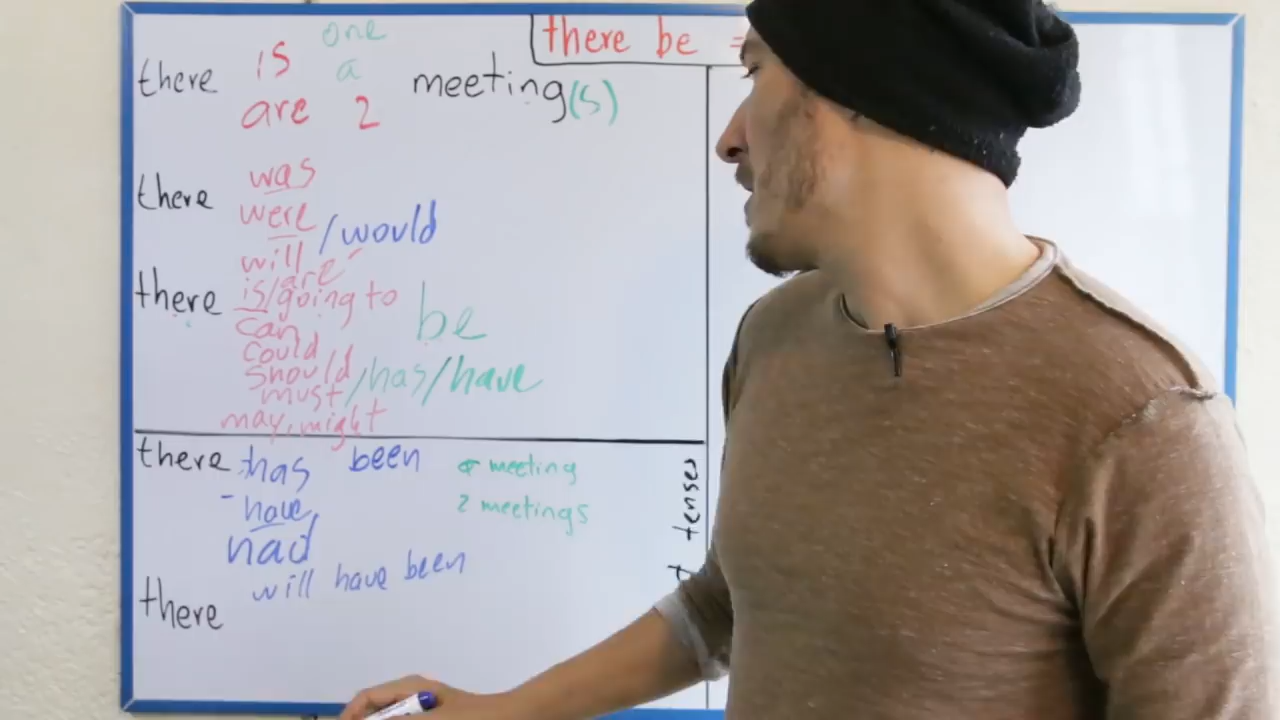 there be =
one
there is a meeting(s)
are 2
there was
were /would
will
are
there is/going to be
can
could
should /has/have
must
may, might
there has been a meeting
have 2 meetings
had
will have been
there
tenses